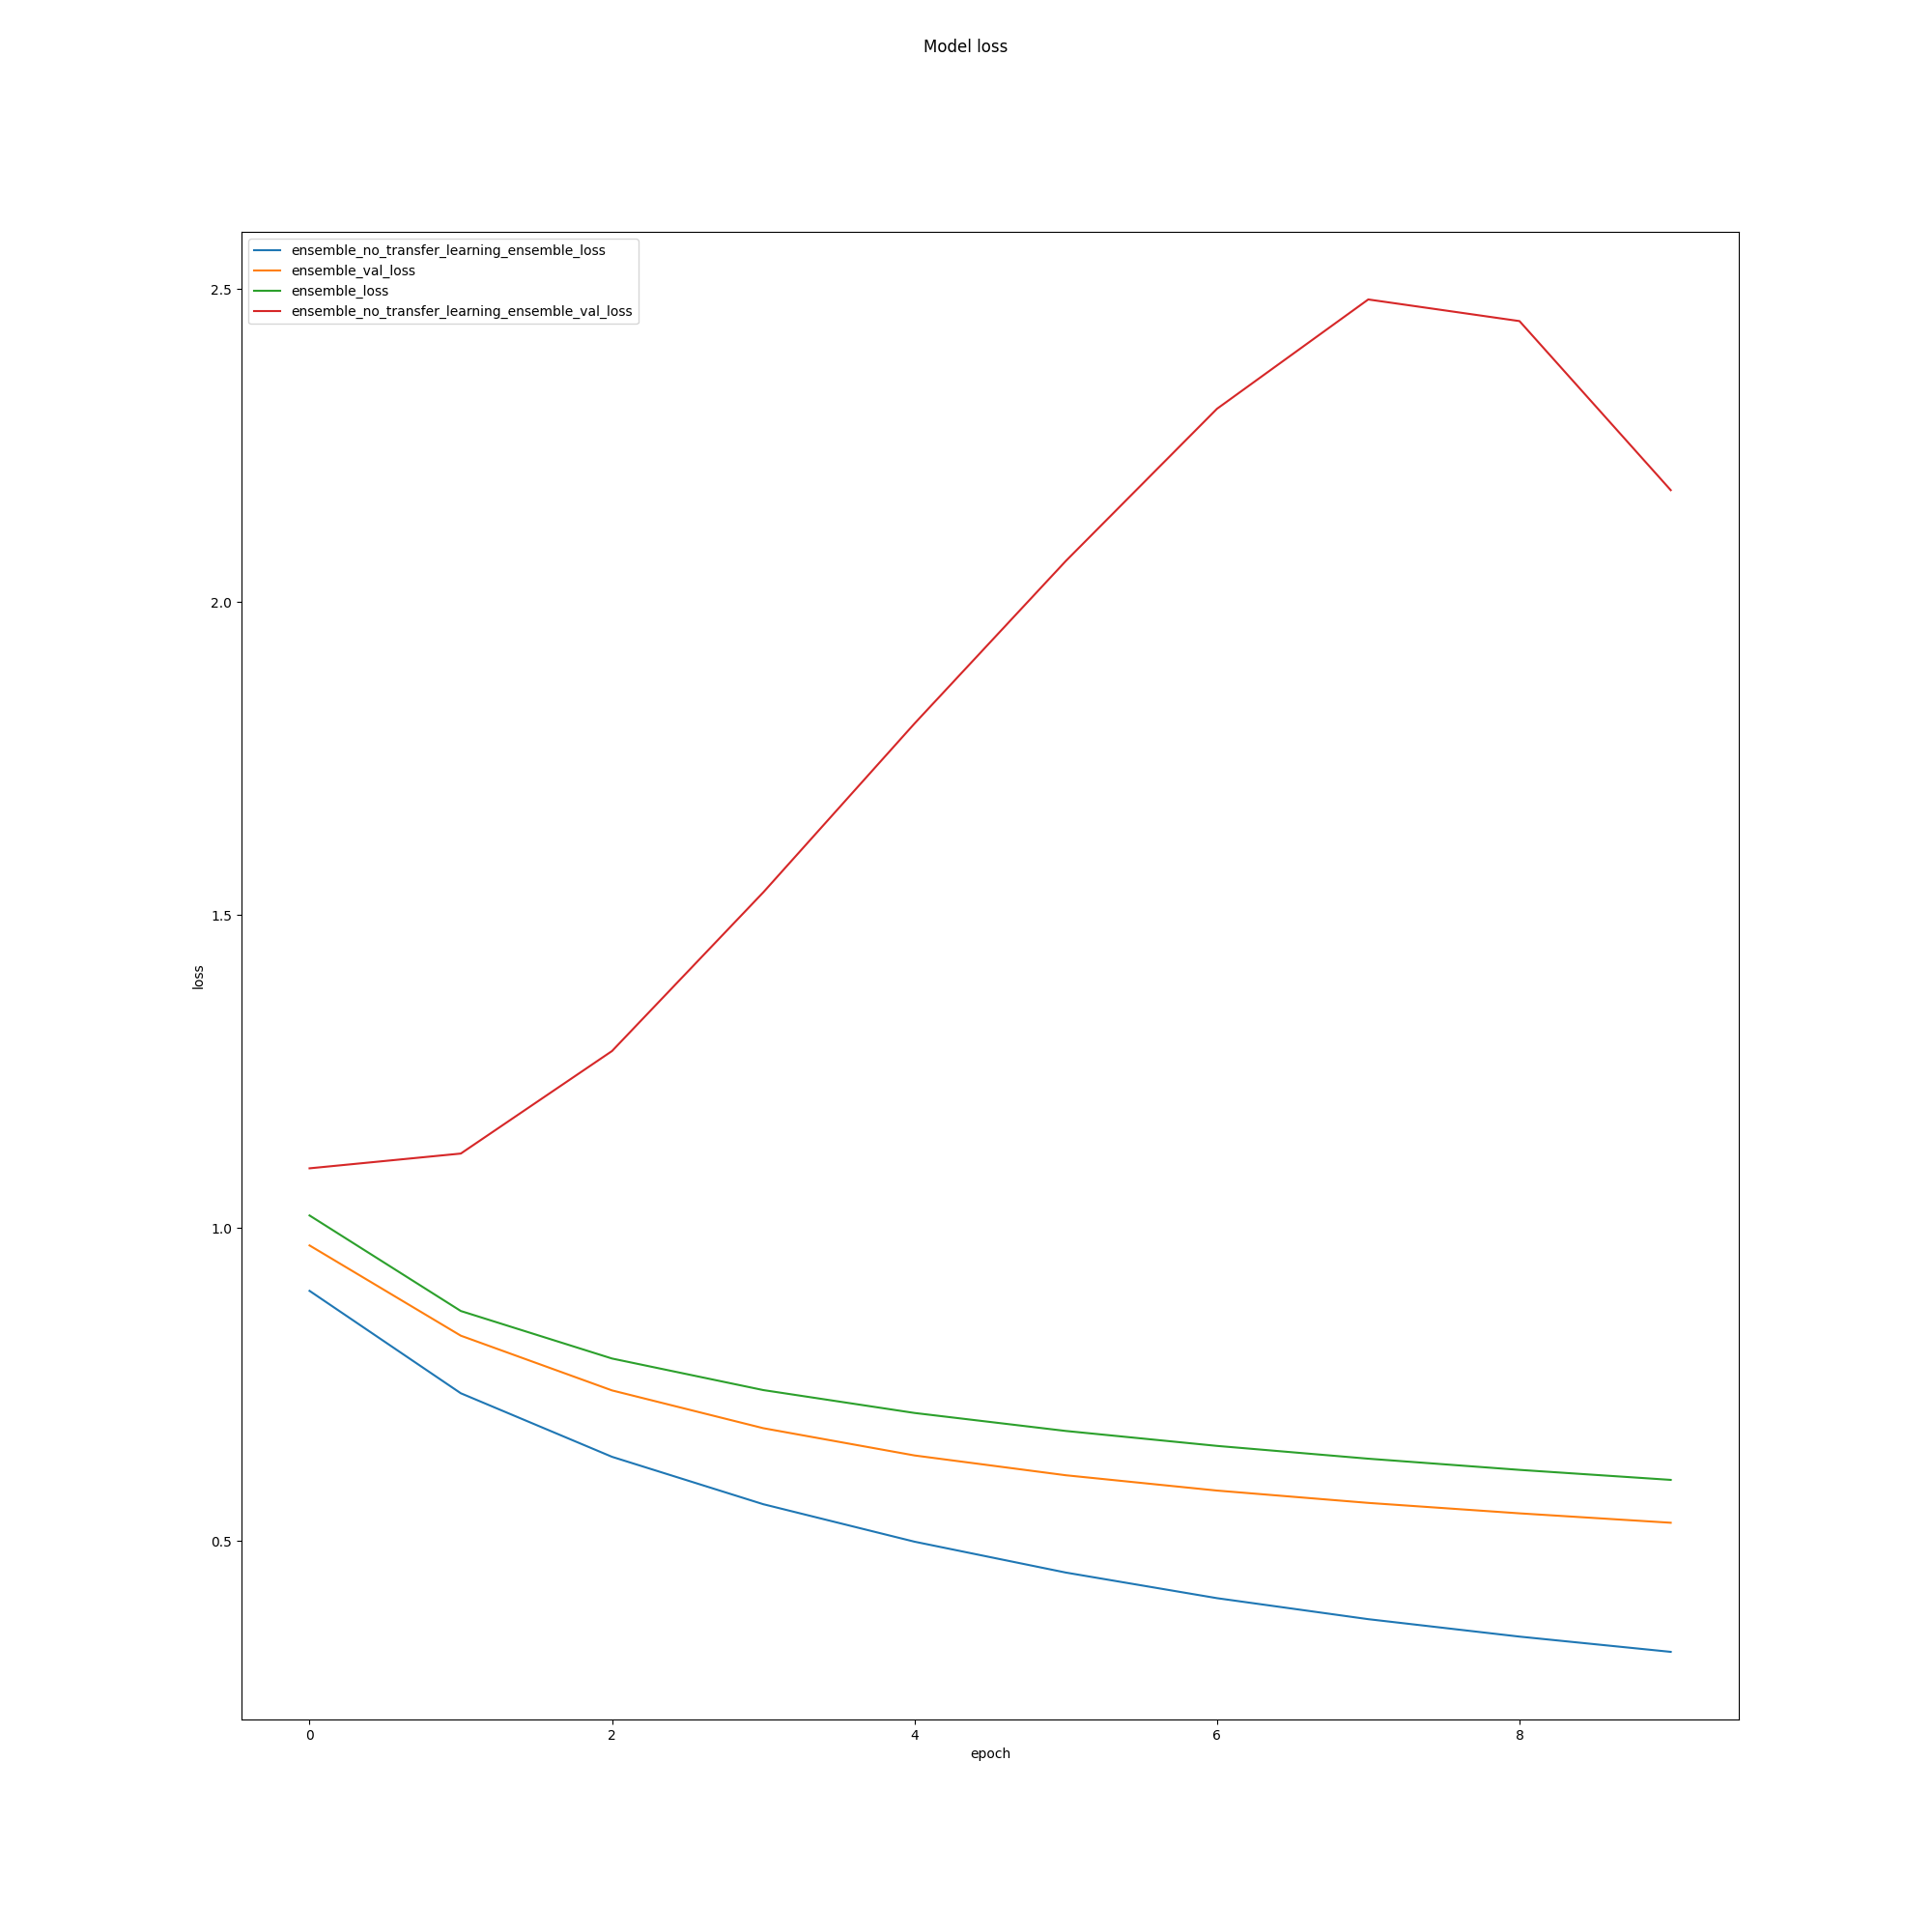 Model loss
ensemble_no_transfer_learning_ensemble_loss
ensemble_val_loss
ensemble_loss
ensemble_no_transfer_learning_ensemble_val_loss
2.5
2.0
1.5
1.0
0.5
loss
0 2 4 6 8
epoch